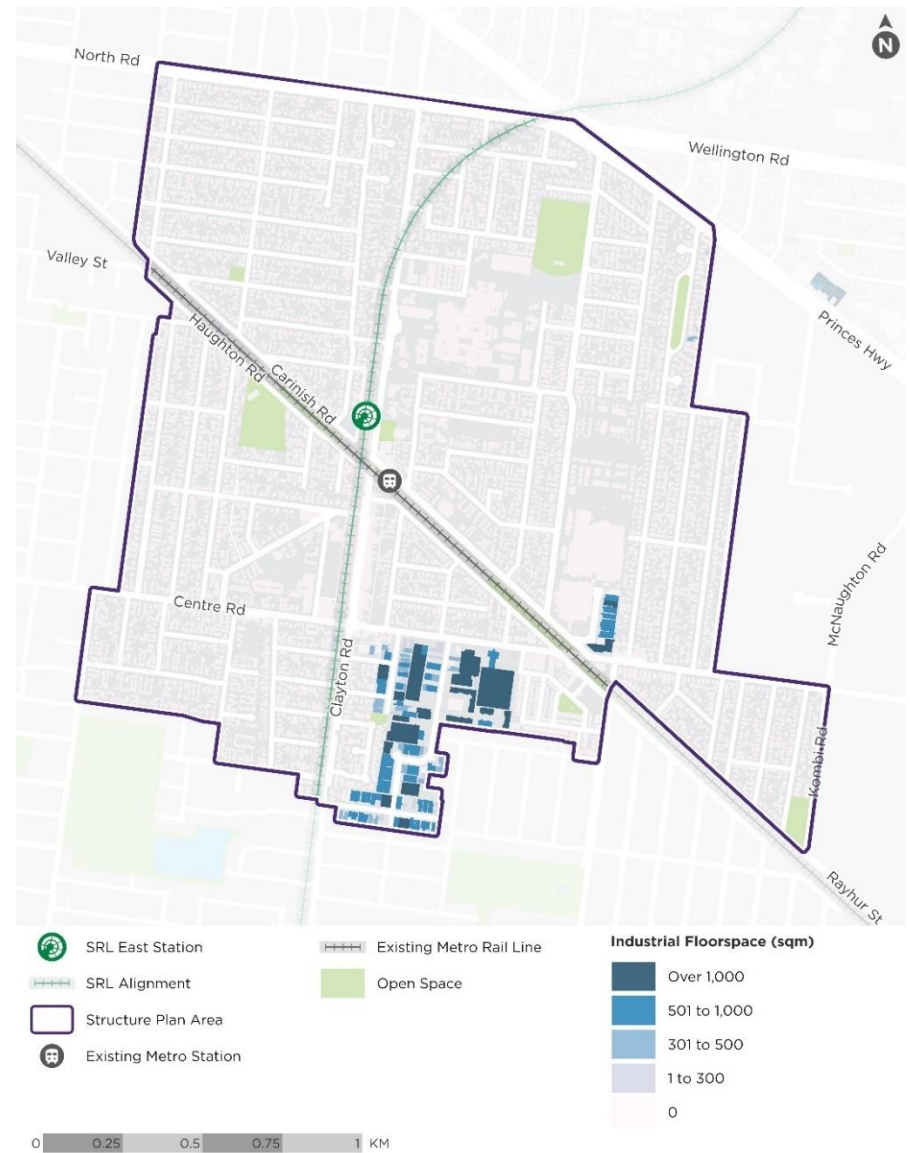 N
North Rd
Wellington Rd
Valley St
Princes Hwy
Haughton Rd
Carinish Rd
McNaughton Rd
Centre Rd
Clayton Rd
Kombi Rd
Rayhur St
SRL East Station
SRL Alignment
Structure Plan Area
Existing Metro Station
Existing Metro Rail Line
Open Space
Industrial Floorspace (sqm)
Over 1,000
501 to 1,000
301 to 500
1 to 300
0
0 0.25 0.5 0.75 1 KM